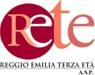 Rete
REGGIO EMILIA TERZA ETÀ
A.S.P.